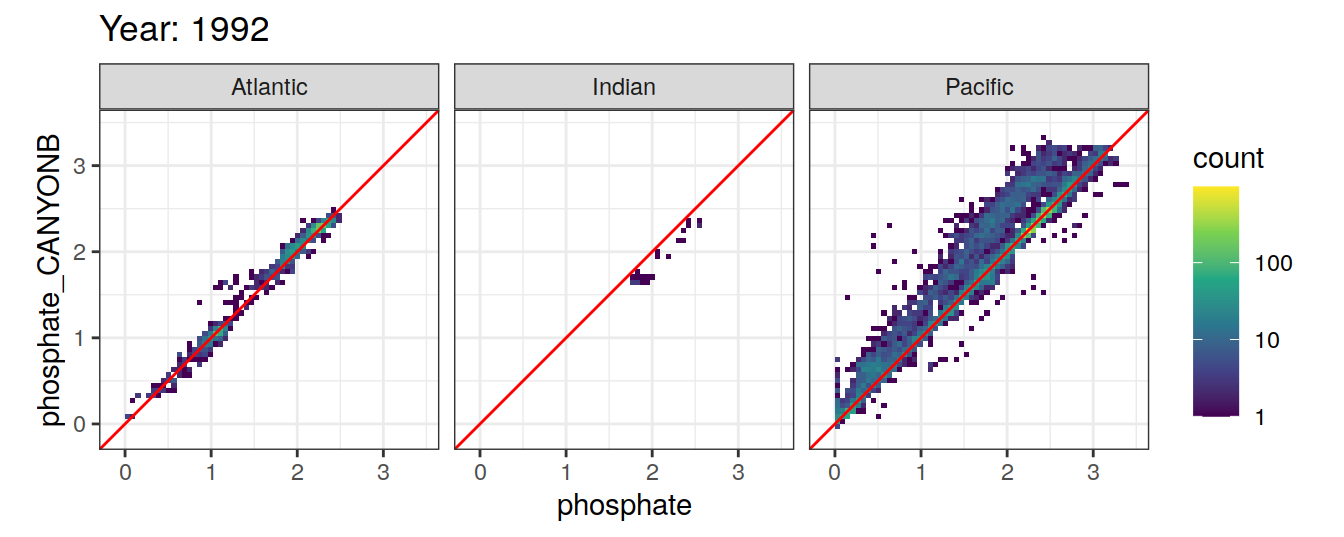 Year: 1992
Atlantic
Indian
Pacific
phosphate_CANYONB
3
2
1
0
0 1 2 3
0 1 2 3
0 1 2 3
phosphate
count
100
10
1